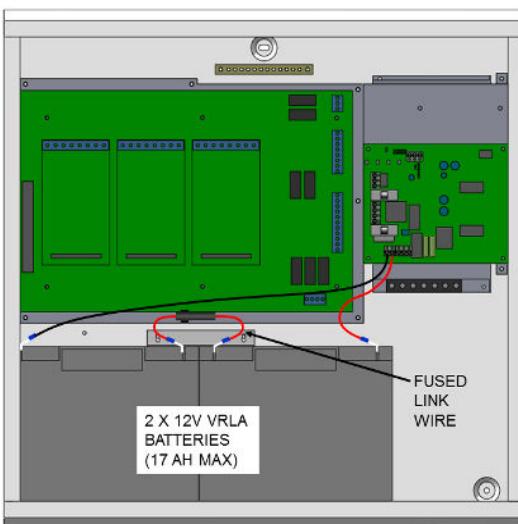 FUSED
LINK
WIRE
2 X 12V VRLA
BATTERIES
(17 AH MAX)